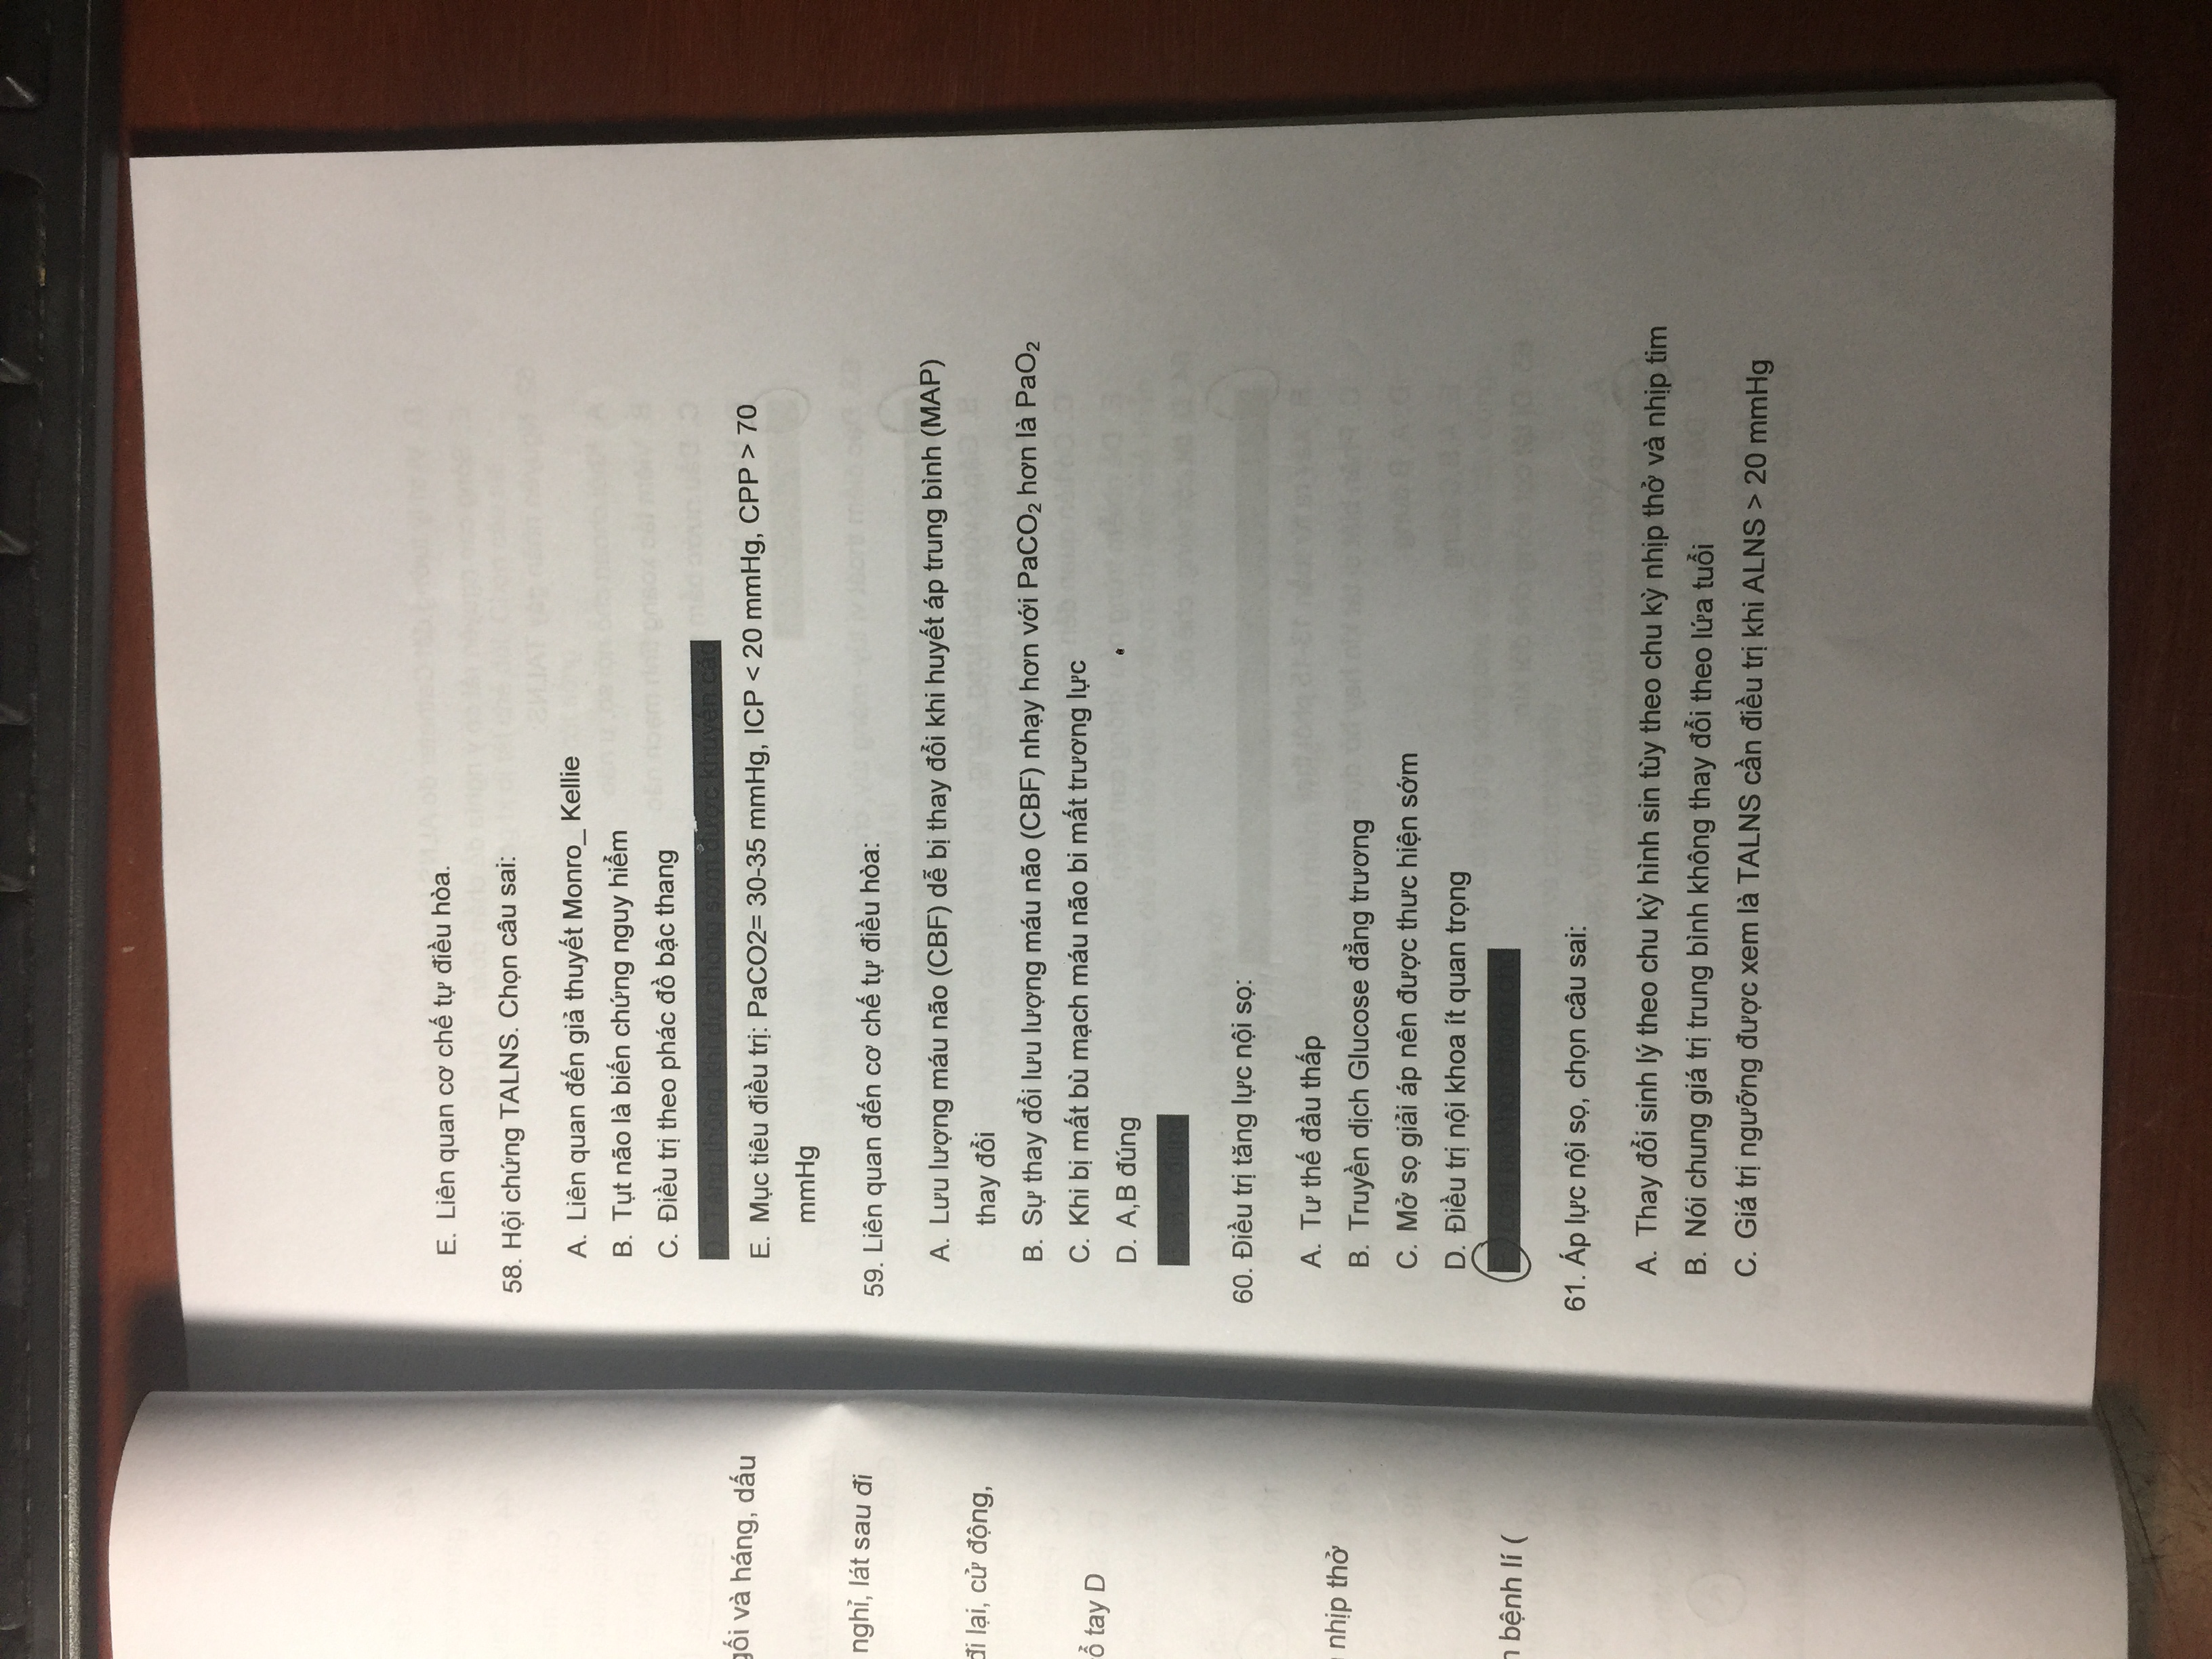 gối và háng, dấu
nghỉ, lát sau đi
đi lại, cử động,
ổ tay D
nhịp thở
bệnh lí (
E. Liên quan cơ chế tự điều hòa.
58. Hội chứng TALNS. Chọn câu sai:
A. Liên quan đến giả thuyết Monro_ Kellie
B. Tụt não là biến chứng nguy hiểm
C. Điều trị theo phác đồ bậc thang
D. Tăng thông khí dự phòng sớm được khuyến cáo
E. Mục tiêu điều trị: PaCO2= 30-35 mmHg, ICP < 20 mmHg, CPP > 70
mmHg
59. Liên quan đến cơ chế tự điều hòa:
A. Lưu lượng máu não (CBF) dễ bị thay đổi khi huyết áp trung bình (MAP)
thay đổi
B. Sự thay đổi lưu lượng máu não (CBF) nhạy hơn với PaCO₂ hơn là PaO₂
C. Khi bị mất bù mạch máu não bi mất trương lực
D. A,B đúng
đúng
60. Điều trị tăng lực nội sọ:
A. Tư thế đầu thấp
B. Truyền dịch Glucose đẳng trương
C. Mở sọ giải áp nên được thưc hiện sớm
D. Điều trị nội khoa ít quan trọng
khối choáng chỗ
61. Áp lực nội sọ, chọn câu sai:
A. Thay đổi sinh lý theo chu kỳ hình sin tùy theo chu kỳ nhịp thở và nhịp tim
B. Nói chung giá trị trung bình không thay đổi theo lứa tuổi
C. Giá trị ngưỡng được xem là TALNS cần điều trị khi ALNS > 20 mmHg